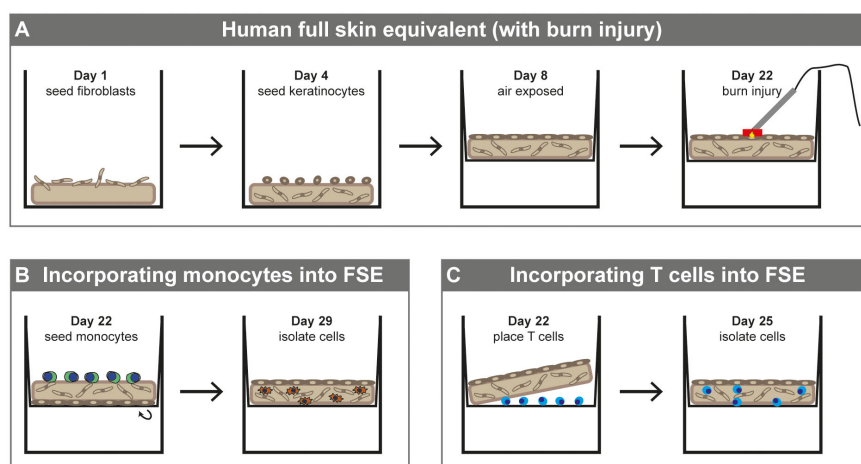 A Human full skin equivalent (with burn injury)
Day 1
seed fibroblasts
Day 4
seed keratinocytes
Day 8
air exposed
Day 22
burn injury
B Incorporating monocytes into FSE
Day 22
seed monocytes
Day 29
isolate cells
C Incorporating T cells into FSE
Day 22
place T cells
Day 25
isolate cells